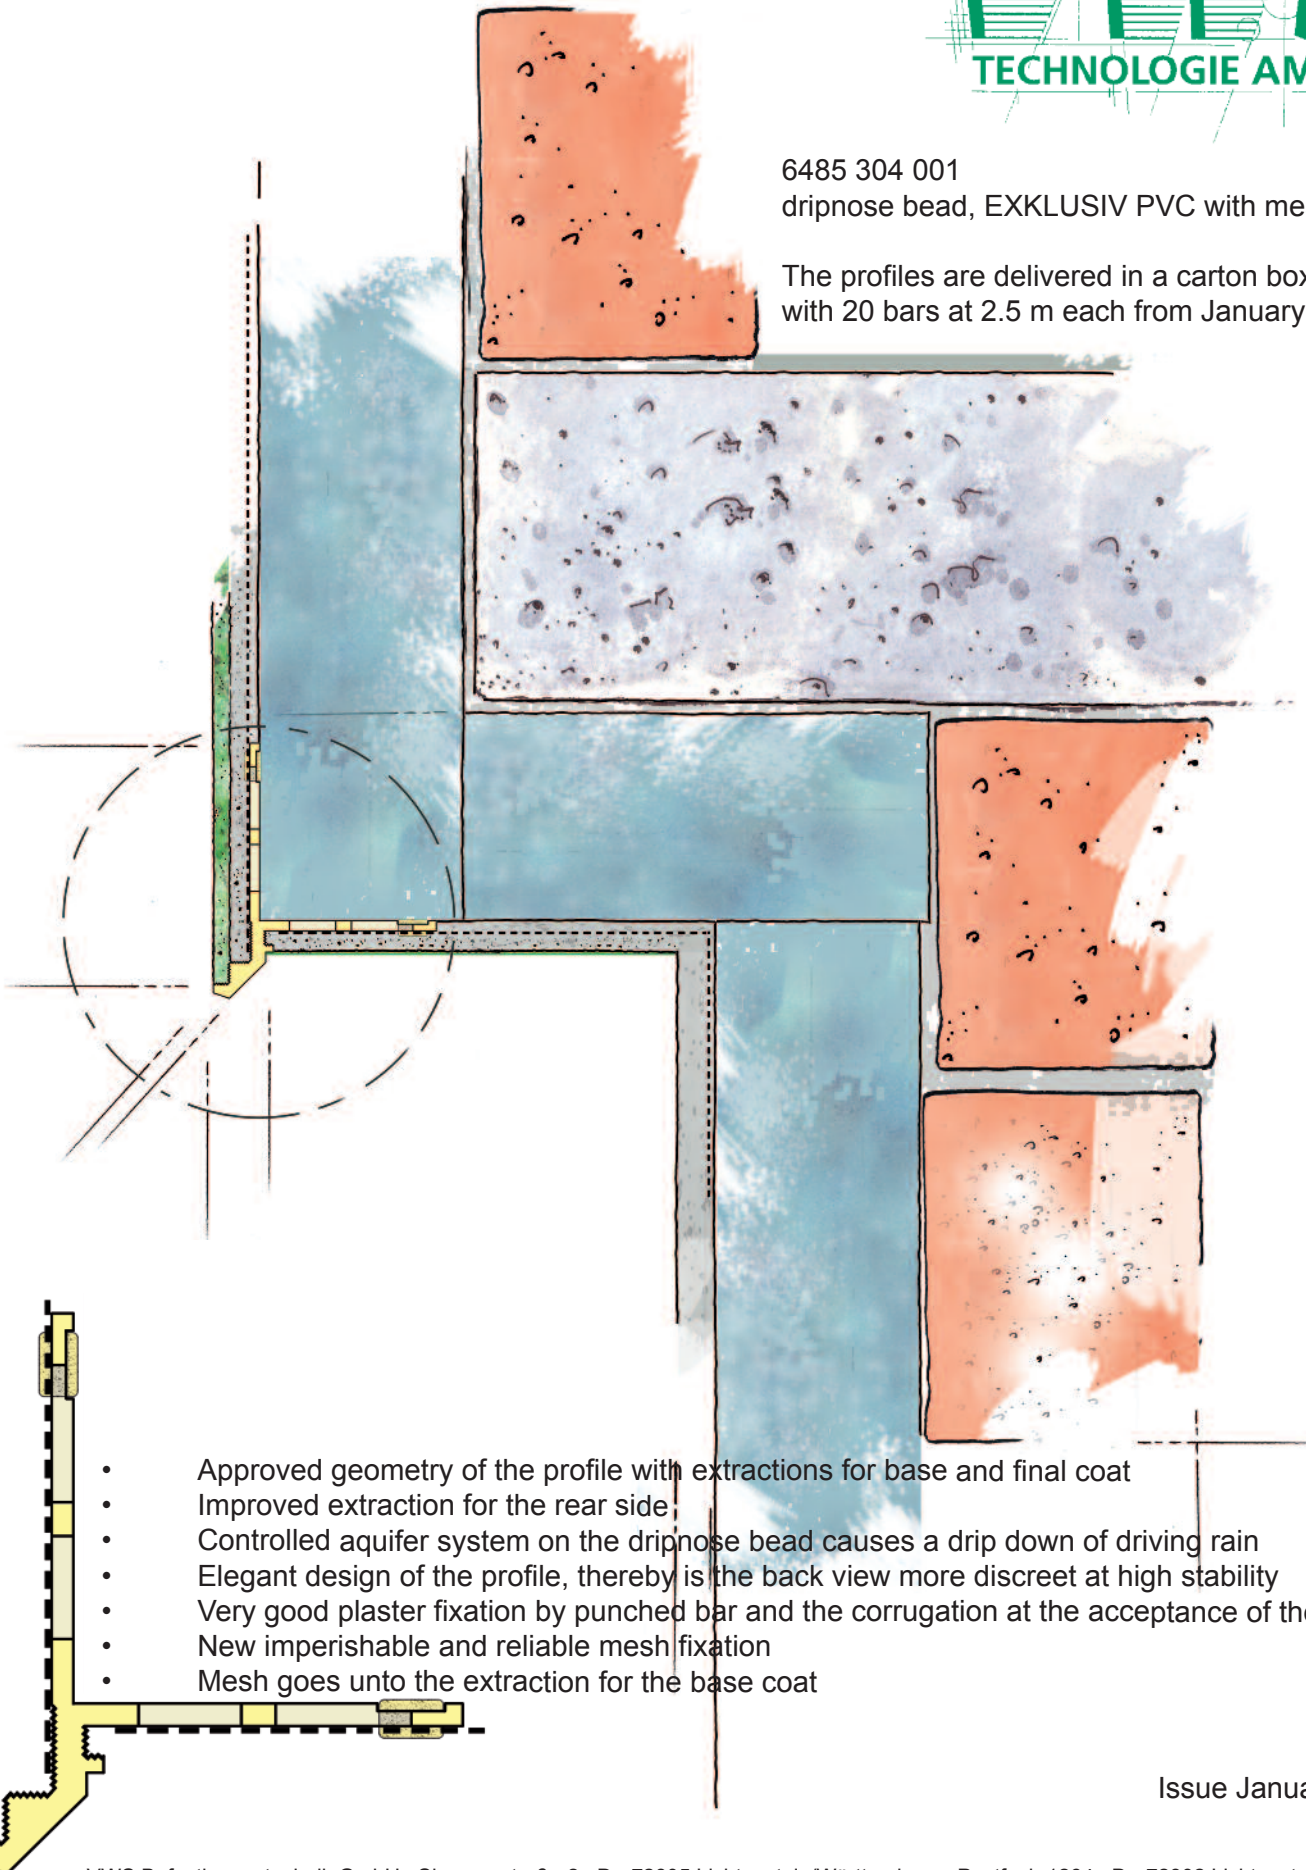 TECHNOLOGIE AM
6485 304 001
dripnose bead, EXKLUSIV PVC with
The profiles are delivered in a carton box
with 20 bars at 2.5 m each from January
• Approved geometry of the profile with extractions for base and final coat
• Improved extraction for the rear side
• Controlled aquifer system on the dripnose bead causes a drip down of driving rain
• Elegant design of the profile, thereby is the back view more discreet at high stability
• Very good plaster fixation by punched bar and the corrugation at the acceptance of the
• New imperishable and reliable mesh fixation
• Mesh goes unto the extraction for the base coat
Issue